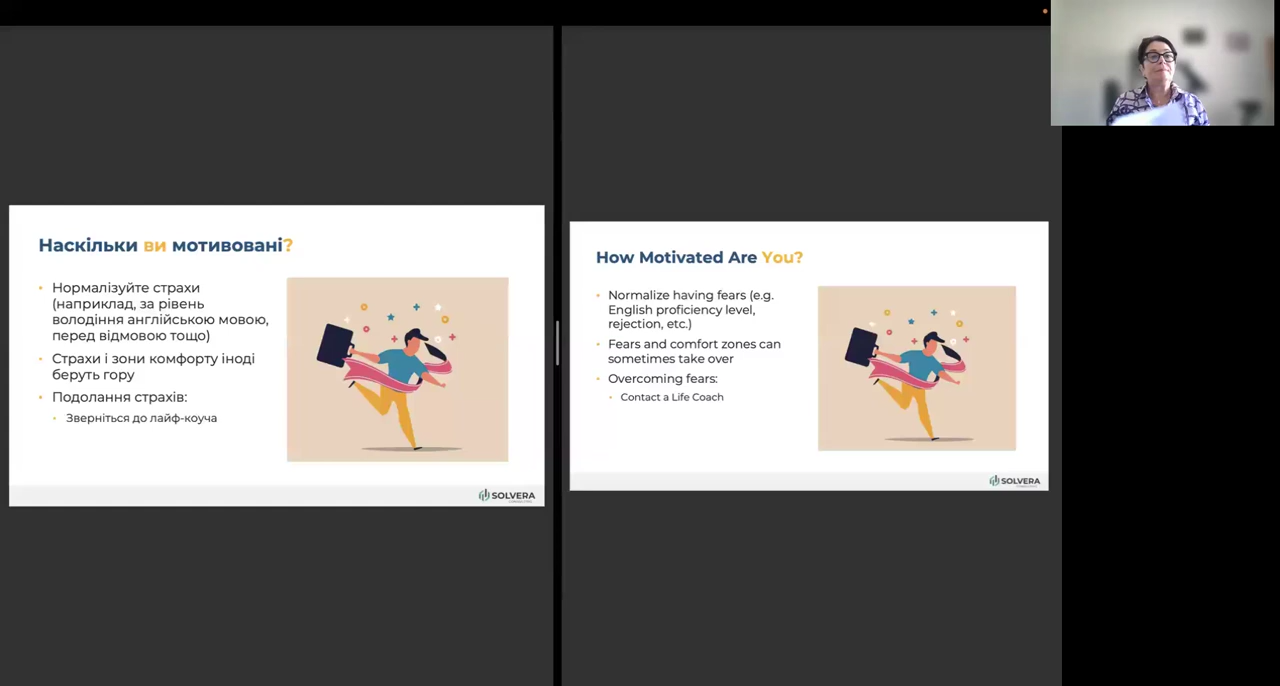 Наскільки ви мотивовані?
Нормалізуйте страхи
(наприклад, за рівень
володіння англійською мовою,
перед відмовою тощо)
Страхи і зони комфорту іноді
беруть гору
Подолання страхів:
Зверніться до лайф-коуча
SOLVERA
How Motivated Are You?
Normalize having fears (e.g.
English proficiency level,
rejection, etc.)
Fears and comfort zones can
sometimes take over
Overcoming fears:
Contact a Life Coach
SOLVERA